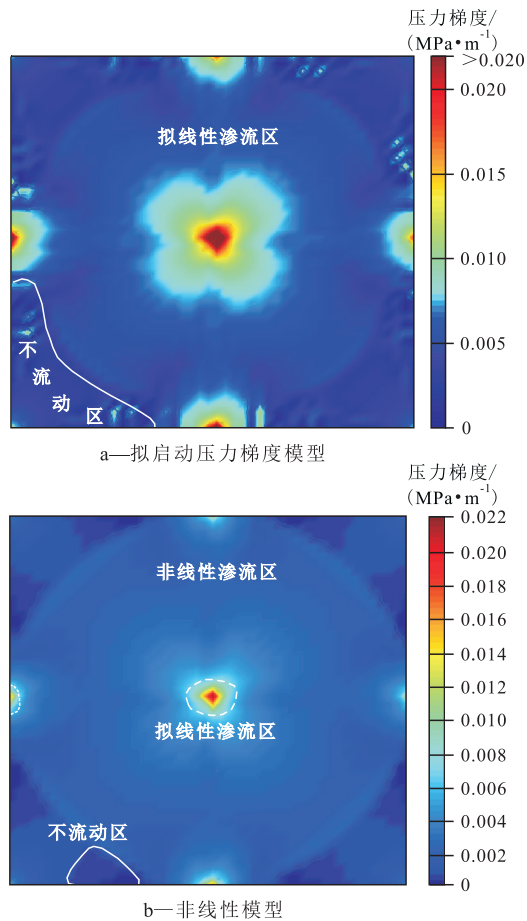 压力梯度/
(MPa•m⁻¹)
>0.020
0.020
0.015
0.010
0.005
0
拟线性渗流区
不
流
动
区
a—拟启动压力梯度模型
压力梯度/
(MPa•m⁻¹)
0.022
0.020
0.018
0.016
0.014
0.012
0.010
0.008
0.006
0.004
0.002
0
非线性渗流区
拟线性渗流区
不流动区
b—非线性模型